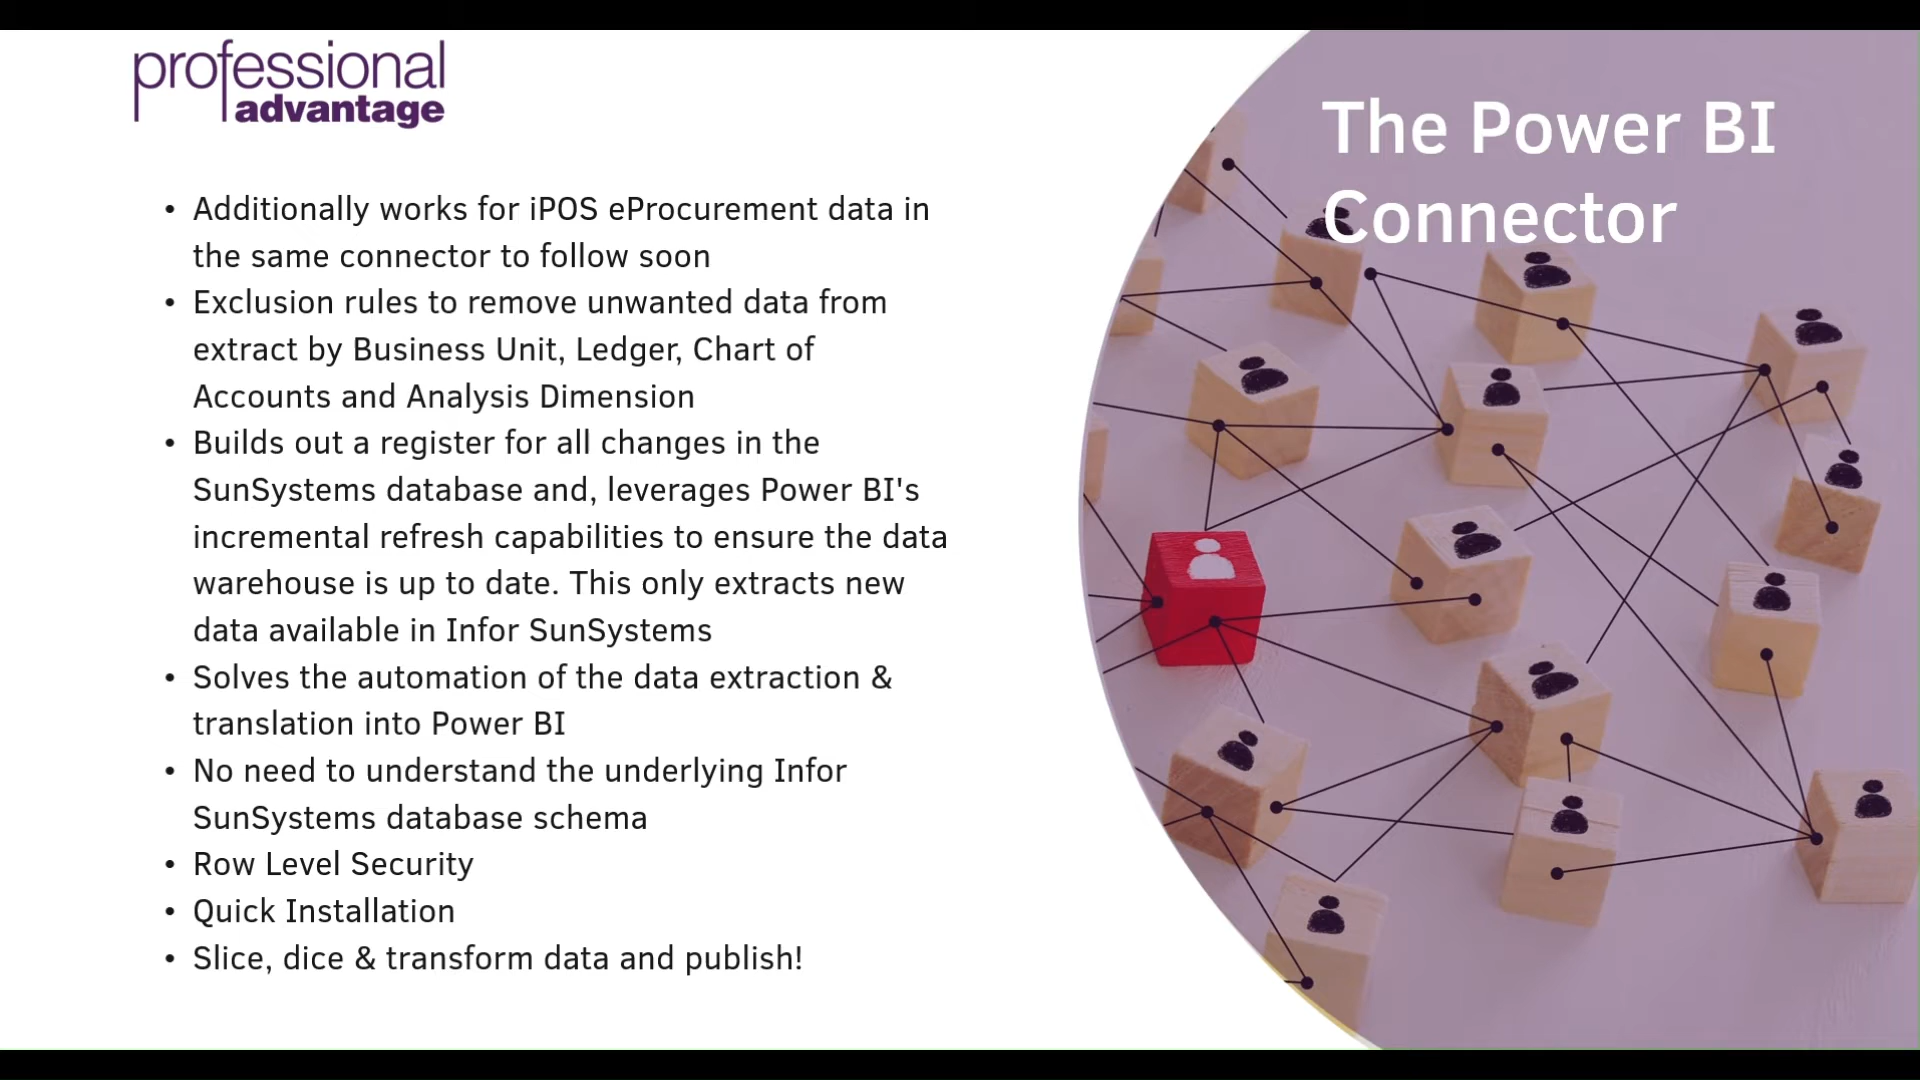 professional
advantage
The Power BI
Connector
• Additionally works for iPOS eProcurement data in
the same connector to follow soon
• Exclusion rules to remove unwanted data from
extract by Business Unit, Ledger, Chart of
Accounts and Analysis Dimension
• Builds out a register for all changes in the
SunSystems database and, leverages Power BI's
incremental refresh capabilities to ensure the data
warehouse is up to date. This only extracts new
data available in Infor SunSystems
• Solves the automation of the data extraction &
translation into Power BI
• No need to understand the underlying Infor
SunSystems database schema
• Row Level Security
• Quick Installation
• Slice, dice & transform data and publish!